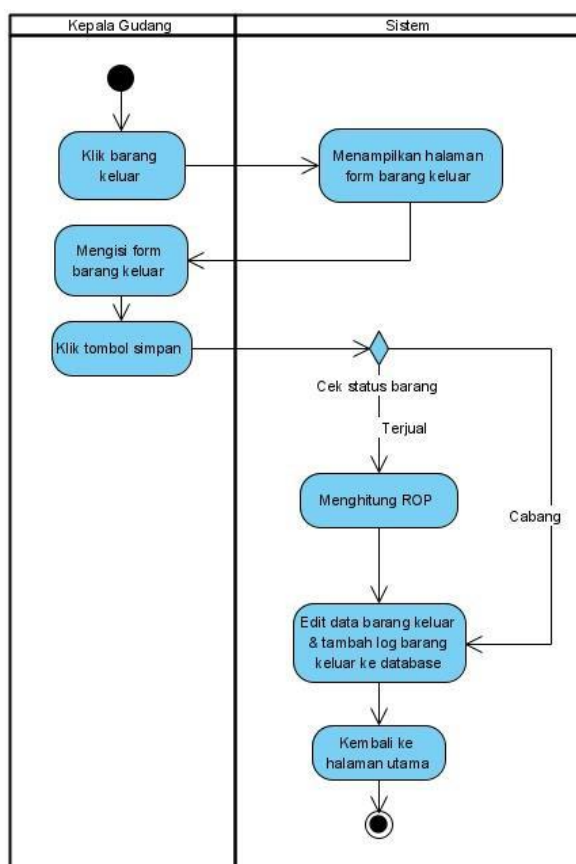 Kepala Gudang
Sistem
Klik barang
keluar
Menampilkan halaman
form barang keluar
Mengisi form
barang keluar
Klik tombol simpan
Cek status barang
Terjual
Menghitung ROP
Cabang
Edit data barang keluar
& tambah log barang
keluar ke database
Kembali ke
halaman utama